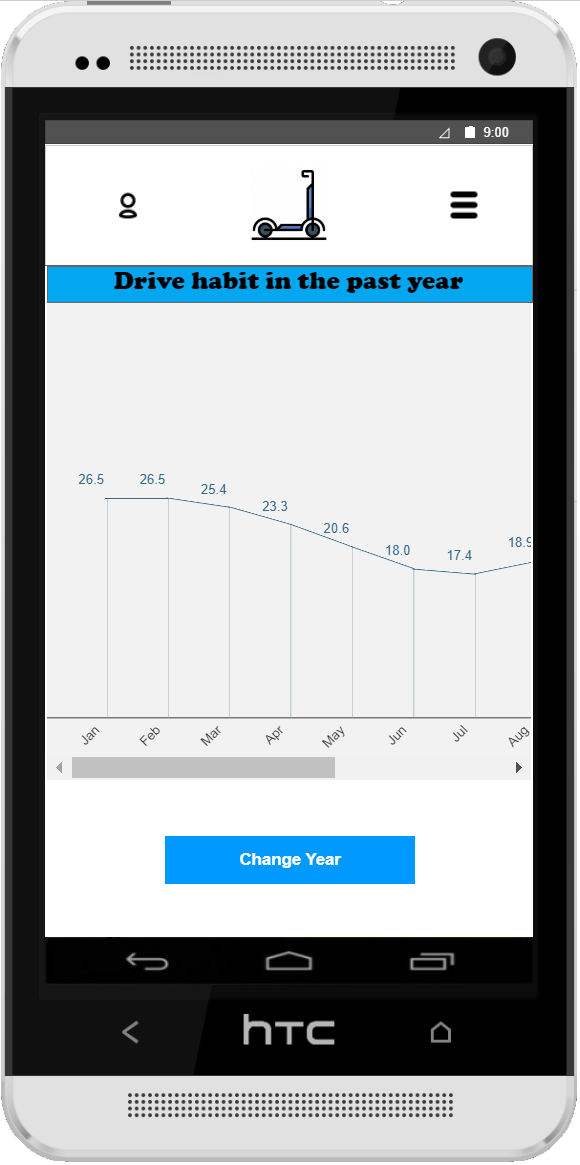 9:00
Drive habit in the past year
26.5
26.5
25.4
23.3
20.6
18.0
17.4
18.9
Jan
Feb
Mar
Apr
May
Jun
Jul
Aug
Change Year
hTC